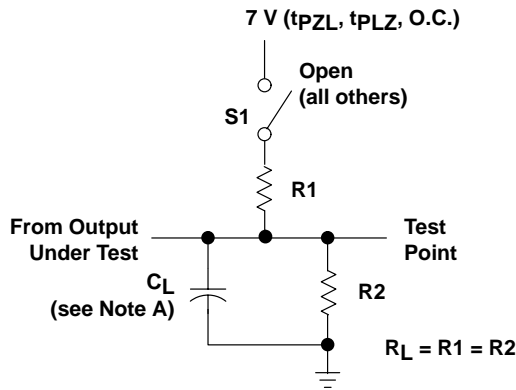 7 V (tPZL, tPLZ, O.C.)
Open
(all others)
S1
R1
From Output
Under Test
Test
Point
CL
(see Note A)
R2
RL = R1 = R2